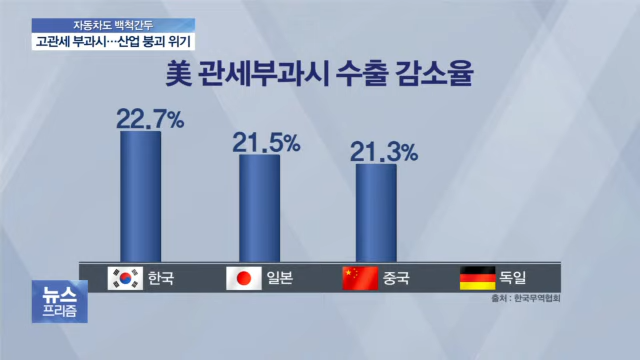 자동차도 백척간두
고관세 부과시…산업 붕괴 위기
美 관세부과시 수출 감소율
22.7%
21.5%
21.3%
한국
일본
중국
독일
출처 : 한국무역협회
뉴스
프리즘